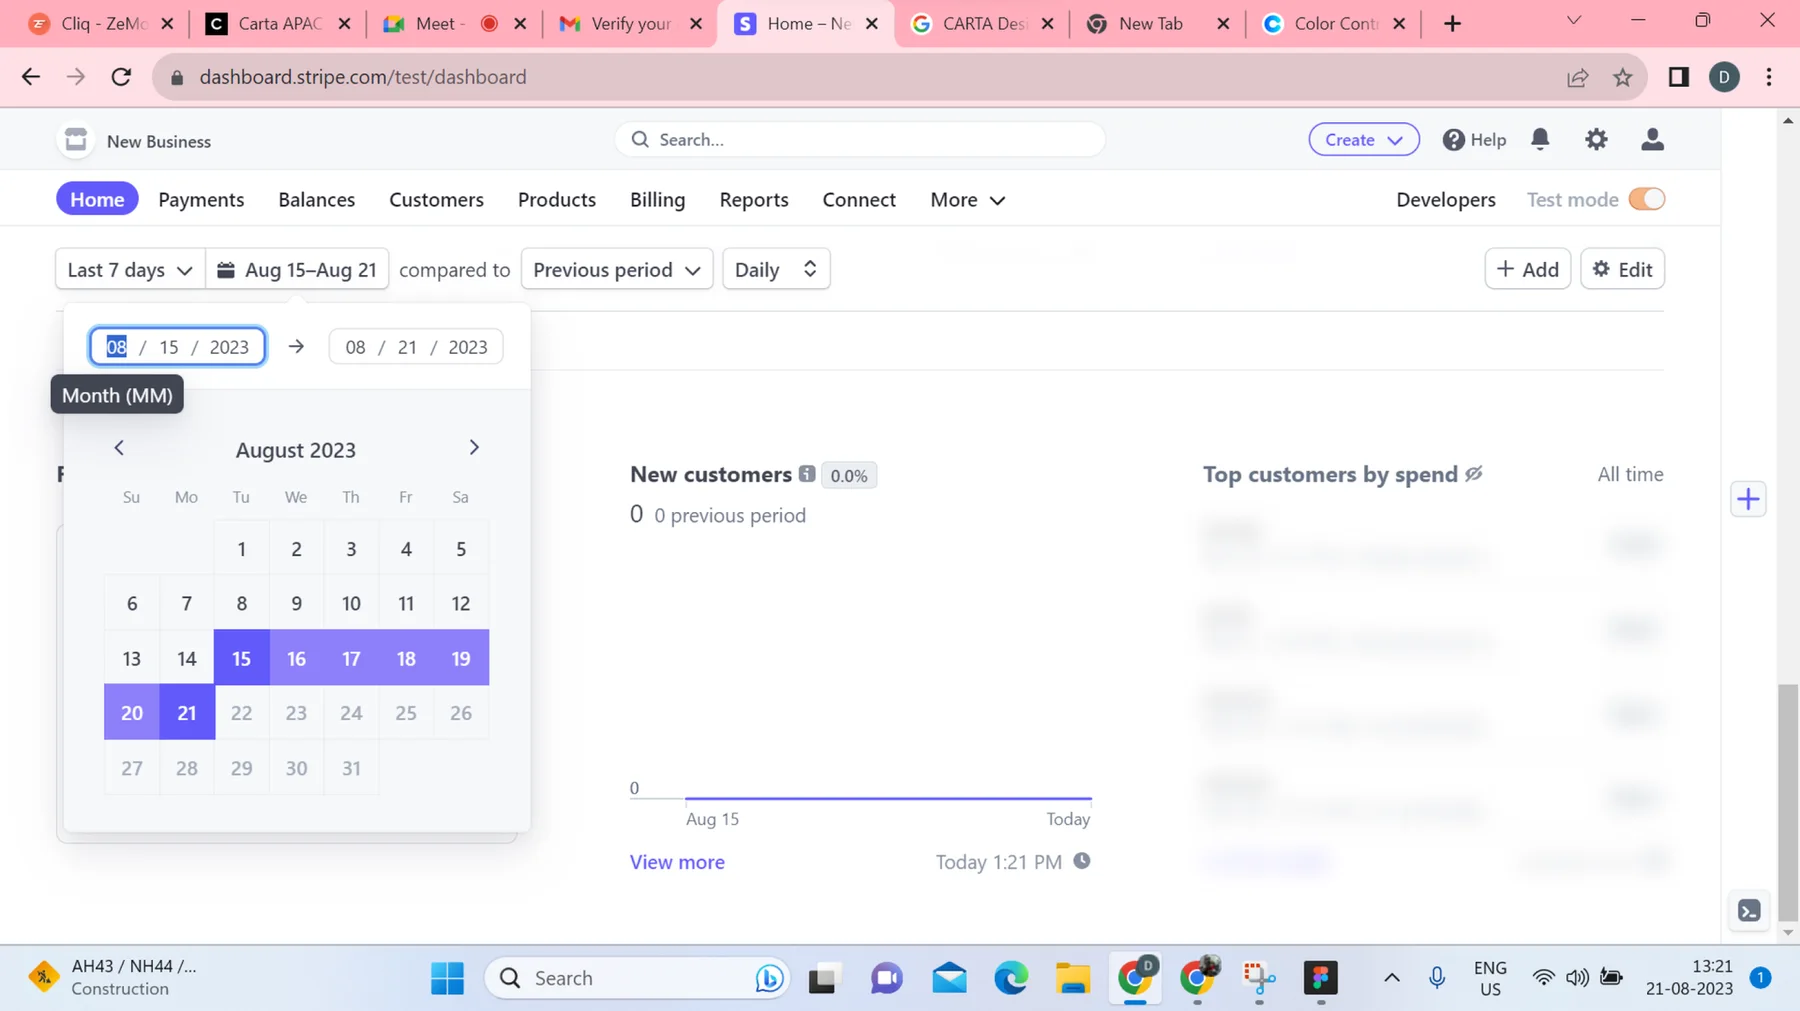 Cliq - ZeMo
Carta APAC
Meet -
Verify your
Home – Ne
CARTA Des
New Tab
Color Contr
dashboard.stripe.com/test/dashboard
D
New Business
Search...
Create
Help
Home
Payments
Balances
Customers
Products
Billing
Reports
Connect
More
Developers
Test mode
Last 7 days
Aug 15–Aug 21
compared to
Previous period
Daily
+ Add
Edit
08 / 15 / 2023 → 08 / 21 / 2023
Month (MM)
August 2023
Su Mo Tu We Th Fr Sa
1 2 3 4 5
6 7 8 9 10 11 12
13 14 15 16 17 18 19
20 21 22 23 24 25 26
27 28 29 30 31
New customers 0.0%
0 0 previous period
0
Aug 15 Today
View more Today 1:21 PM
Top customers by spend All time
AH43 / NH44 /...
Construction
Search
D
ENG
US
13:21
21-08-2023
1